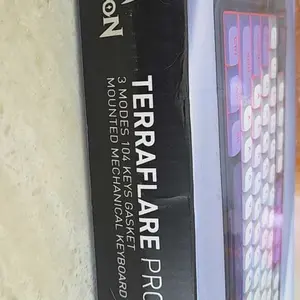 TERRAFLARE PRO
3 MODES 104 KEYS GASKET
MOUNTED MECHANICAL KEYBOARD